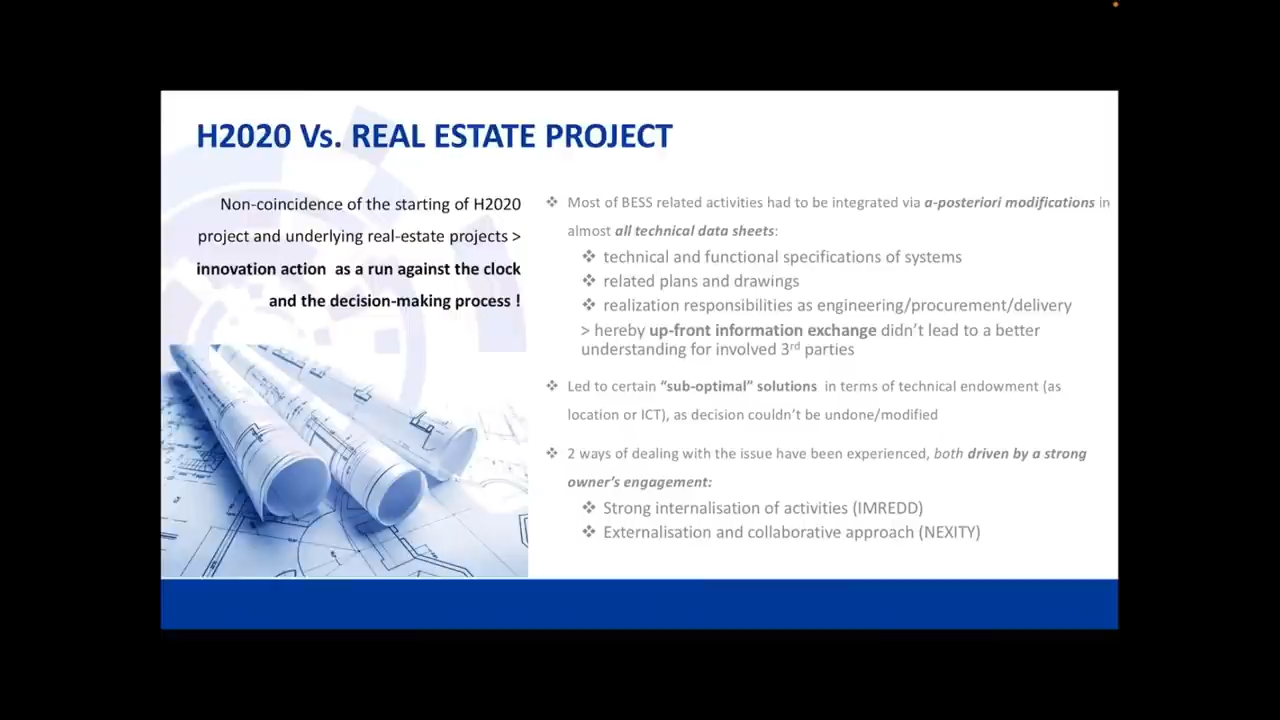 H2020 Vs. REAL ESTATE PROJECT
Non-coincidence of the starting of H2020
project and underlying real-estate projects >
innovation action as a run against the clock
and the decision-making process !
❖ Most of BESS related activities had to be integrated via a-posteriori modifications in
almost all technical data sheets:
❖ technical and functional specifications of systems
❖ related plans and drawings
❖ realization responsibilities as engineering/procurement/delivery
> hereby up-front information exchange didn’t lead to a better
understanding for involved 3rd parties
❖ Led to certain “sub-optimal” solutions in terms of technical endowment (as
location or ICT), as decision couldn’t be undone/modified
❖ 2 ways of dealing with the issue have been experienced, both driven by a strong
owner’s engagement:
❖ Strong internalisation of activities (IMREDD)
❖ Externalisation and collaborative approach (NEXITY)